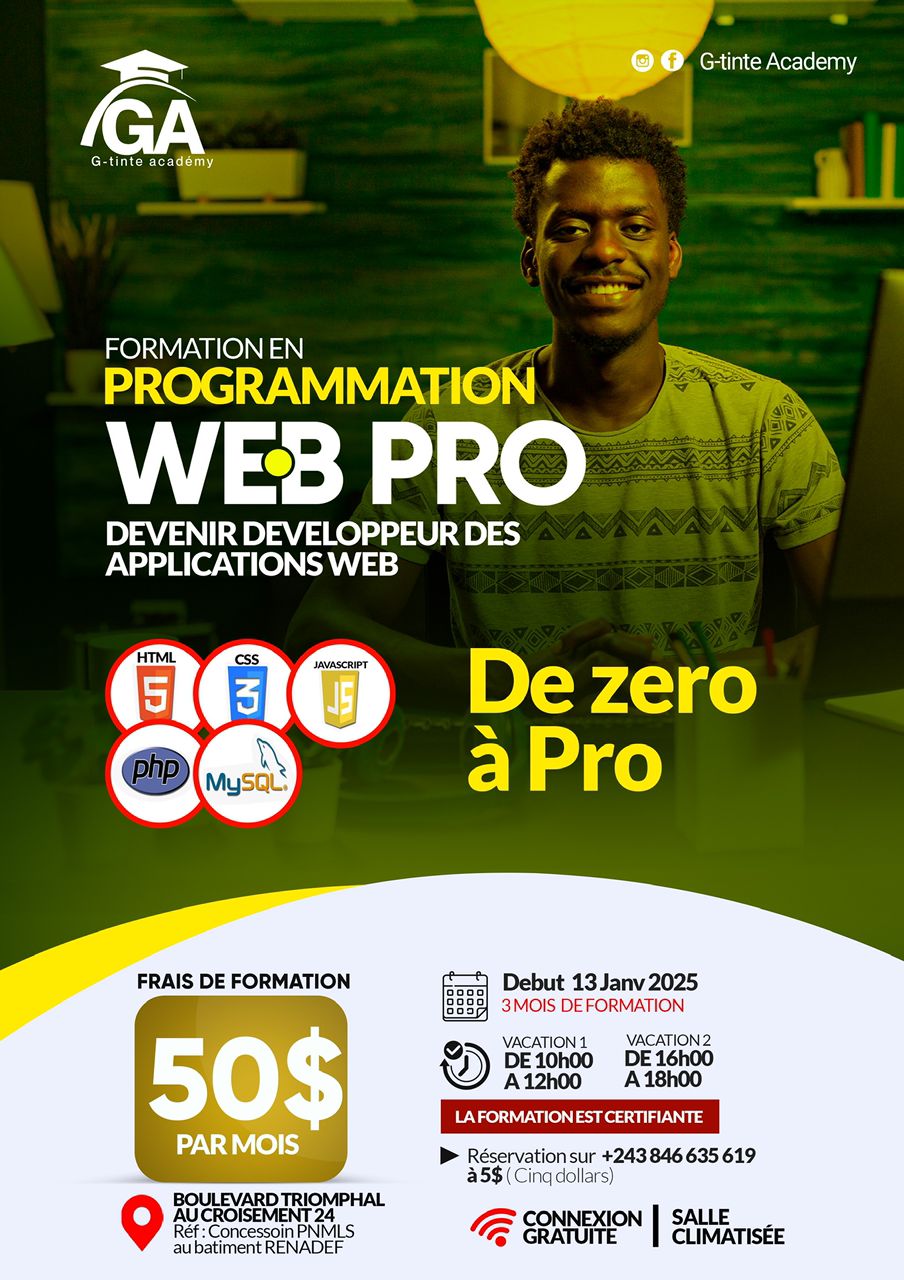 GA
G-tinte académy
G-tinte Academy
FORMATION EN
PROGRAMMATION
WEB PRO
DEVENIR DEVELOPPEUR DES
APPLICATIONS WEB
HTML
5
CSS
3
JAVASCRIPT
JS
php
MySQL®
De zero
à Pro
FRAIS DE FORMATION
50$
PAR MOIS
BOULEVARD TRIOMPHAL
AU CROISEMENT 24
Réf : Concessoin PNMLS
au batiment RENADEF
Debut 13 Janv 2025
3 MOIS DE FORMATION
VACATION 1
DE 10h00
A 12h00
VACATION 2
DE 16h00
A 18h00
LA FORMATION EST CERTIFIANTE
Réservation sur +243 846 635 619
à 5$ ( Cinq dollars)
CONNEXION
GRATUITE
SALLE
CLIMATISÉE